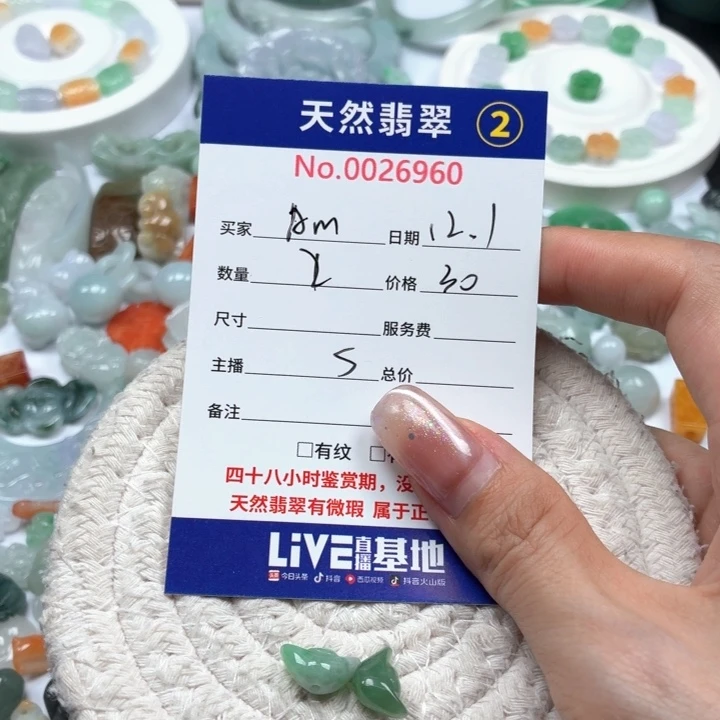 天然翡翠 2
No.0026960
买家 Am 日期 12.1
数量 2 价格 30
尺寸 服务费
主播 S 总价
备注
□有纹 □
四十八小时鉴赏期，没
天然翡翠有微瑕 属于正
LiVE直播基地
头条 今日头条 抖音 西瓜视频 抖音火山版